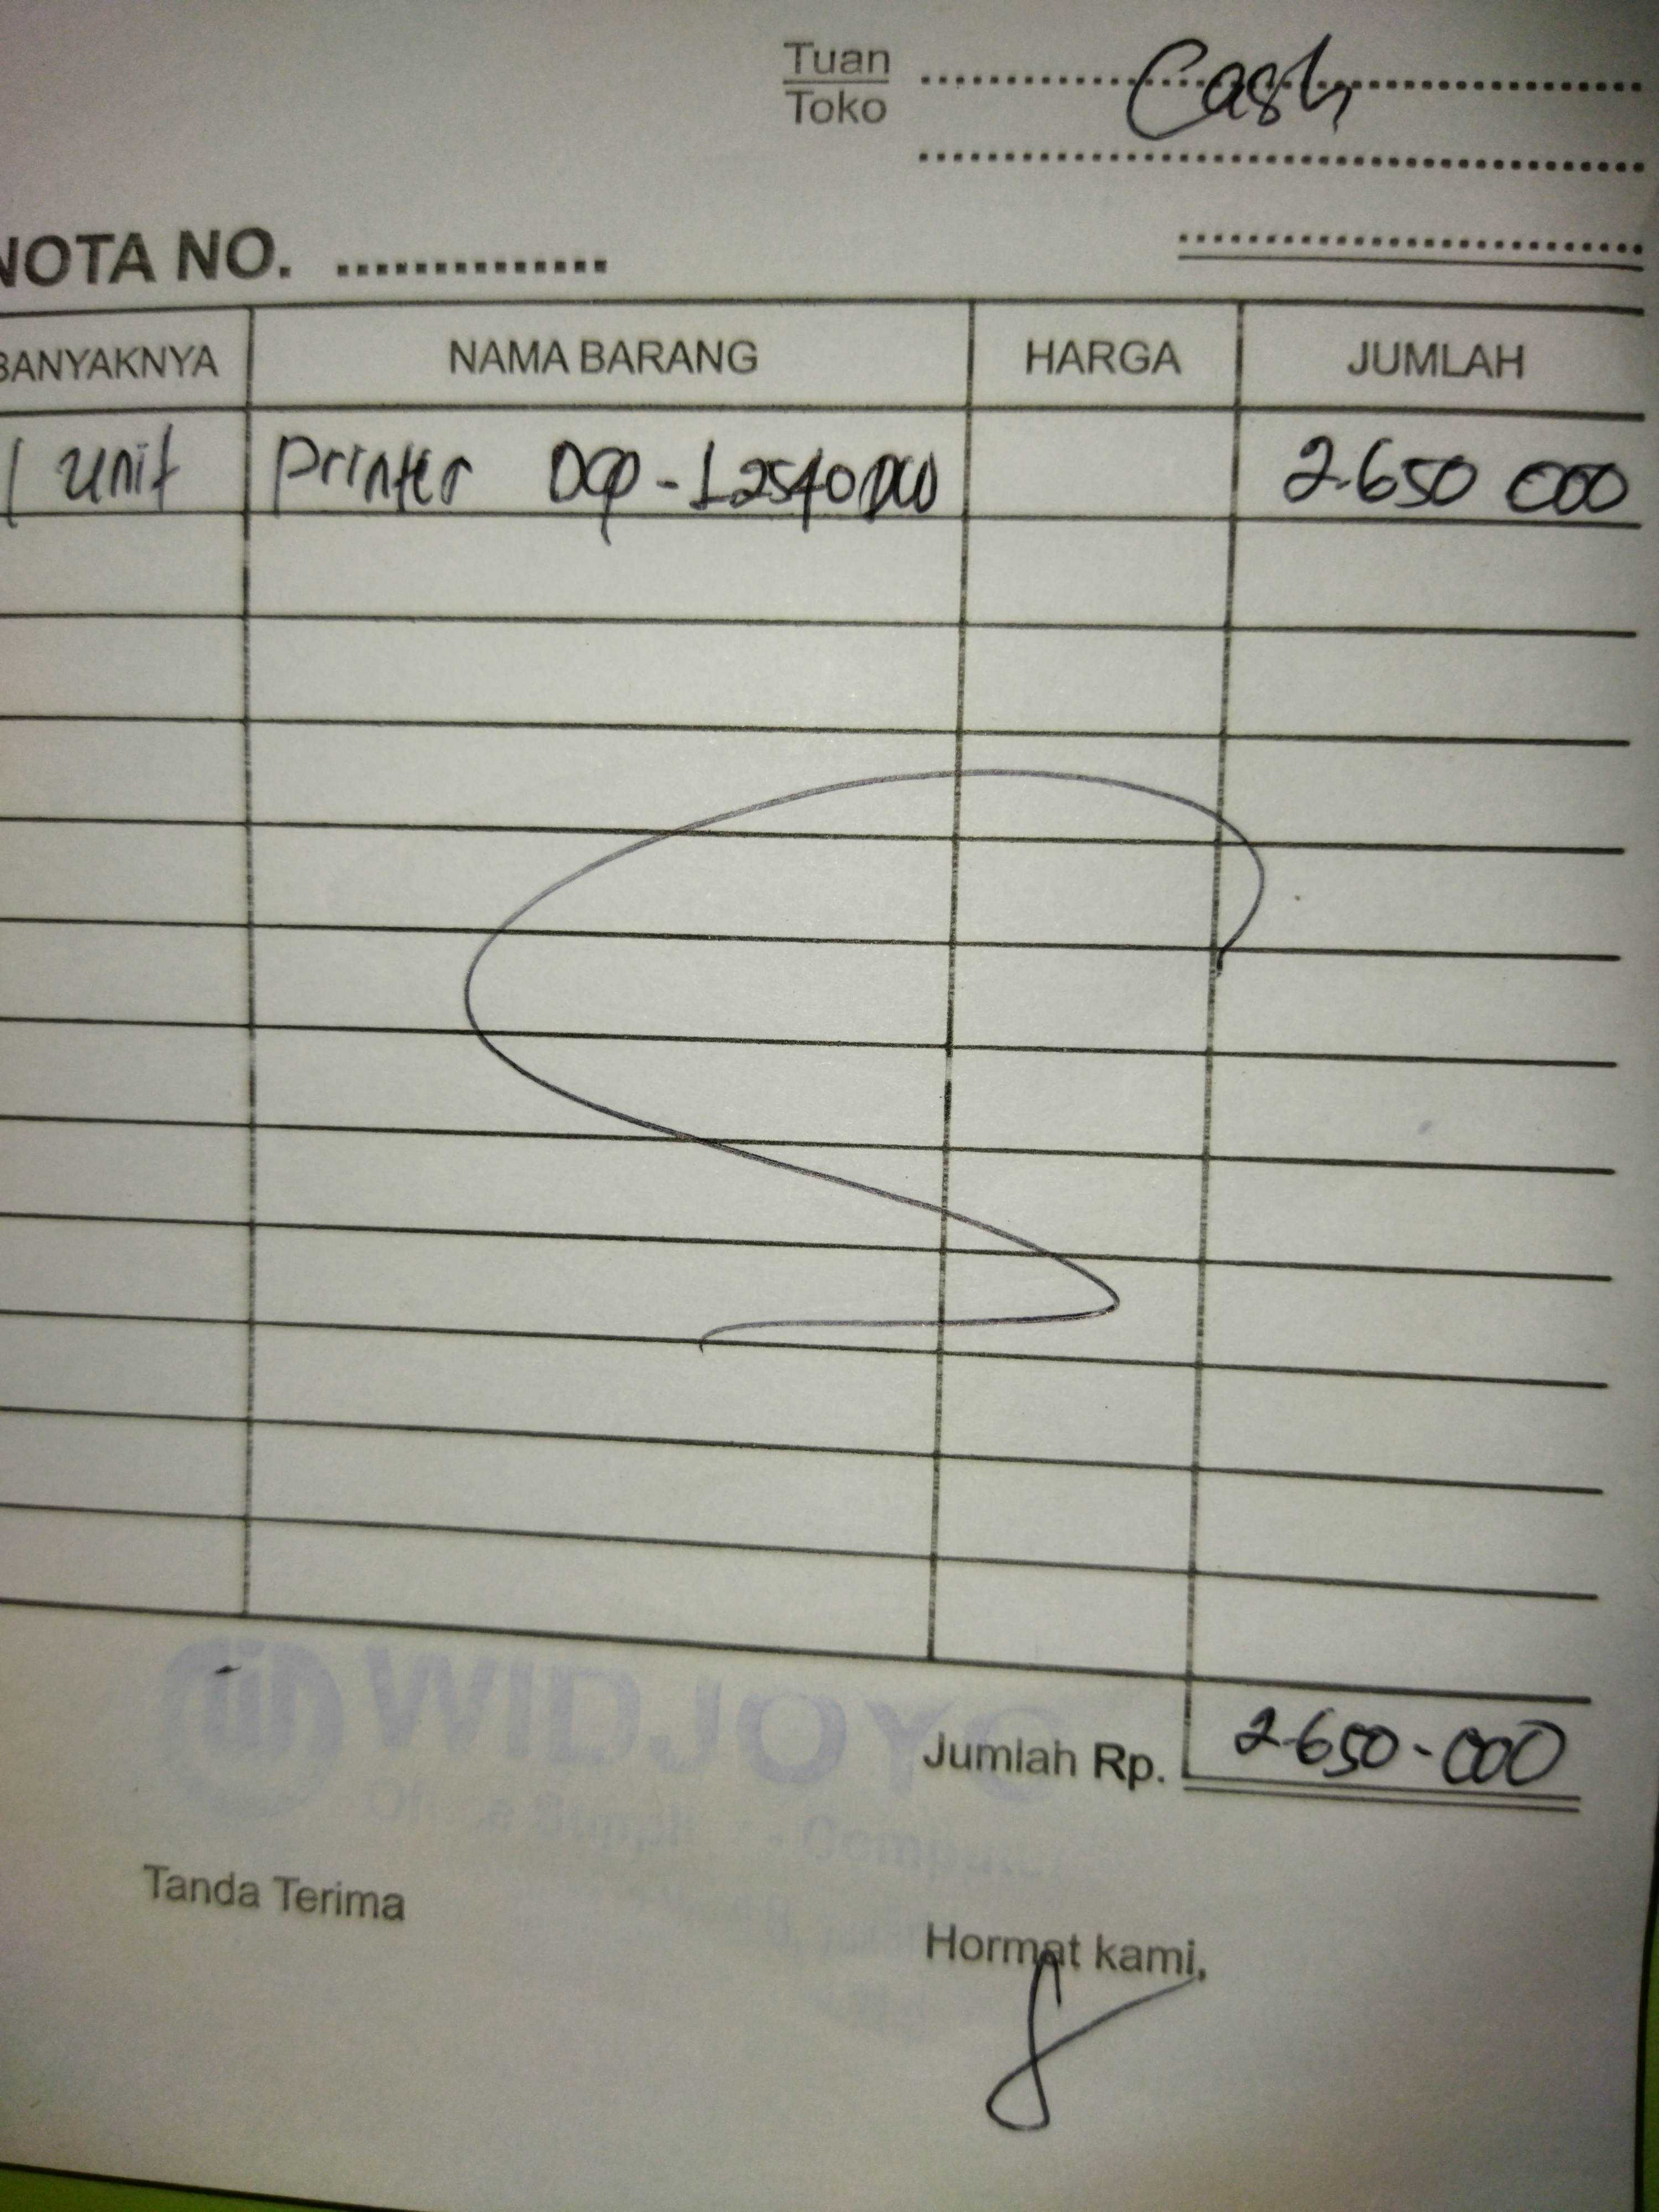 Tuan
Toko
Cash
NOTA NO. ..............
BANYAKNYA NAMA BARANG HARGA JUMLAH
1 unit Printer DCP-L2540DW 2.650 000
WIDJOYO
Jumlah Rp. 2.650.000
Tanda Terima
Hormat kami,